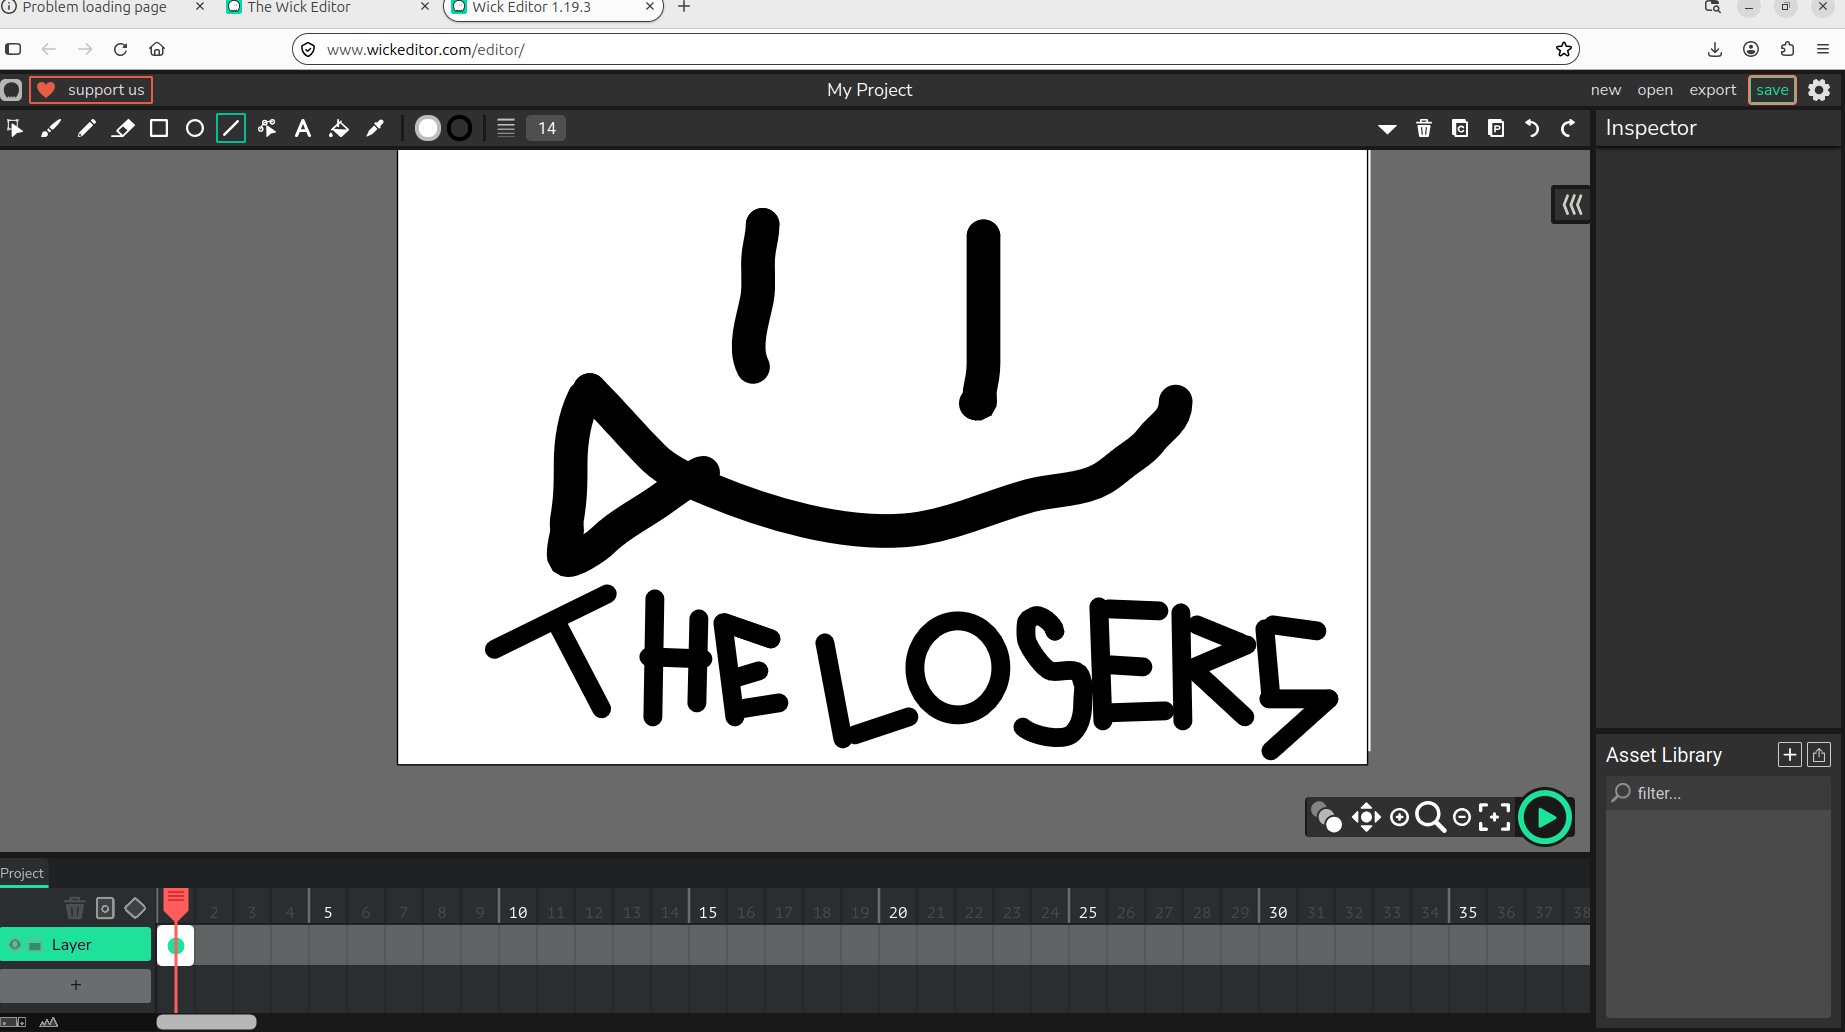 Problem loading page
The Wick Editor
Wick Editor 1.19.3
www.wickeditor.com/editor/
support us
My Project
new open export save
14
Inspector
THE LOSERS
Asset Library
filter...
Project
2 3 4 5 6 7 8 9 10 11 12 13 14 15 16 17 18 19 20 21 22 23 24 25 26 27 28 29 30 31 32 33 34 35 36 37 38
Layer